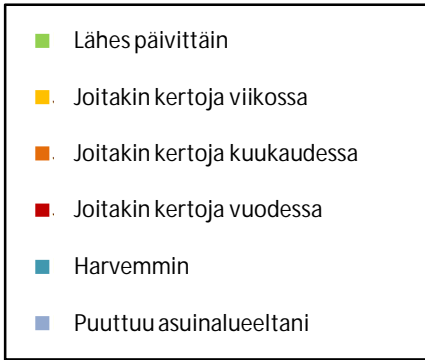 Lähes päivittäin
Joitakin kertoja viikossa
Joitakin kertoja kuukaudessa
Joitakin kertoja vuodessa
Harvemmin
Puuttuu asuinalueeltani